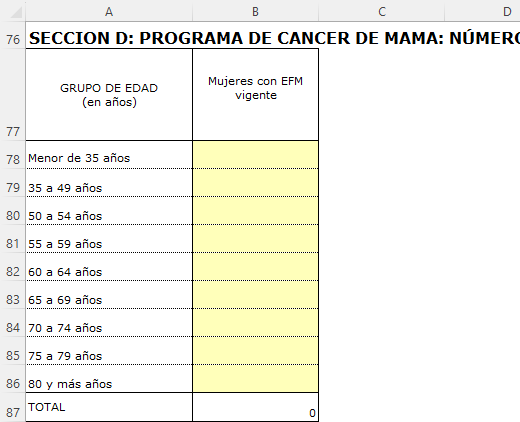 A B C D
76 SECCION D: PROGRAMA DE CANCER DE MAMA: NÚMERO
77 GRUPO DE EDAD
(en años)
Mujeres con EFM
vigente
78 Menor de 35 años
79 35 a 49 años
80 50 a 54 años
81 55 a 59 años
82 60 a 64 años
83 65 a 69 años
84 70 a 74 años
85 75 a 79 años
86 80 y más años
87 TOTAL 0